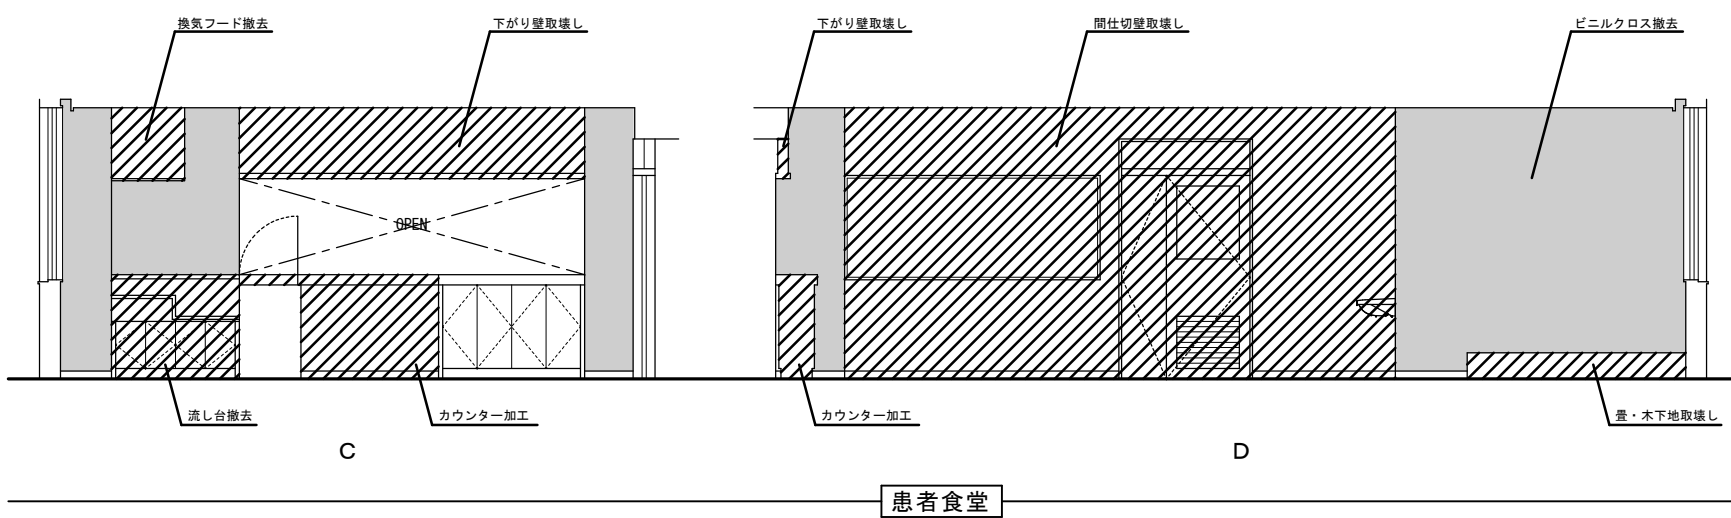 換気フード撤去
下がり壁取壊し
下がり壁取壊し
間仕切壁取壊し
ビニルクロス撤去
OPEN
流し台撤去
カウンター加工
カウンター加工
畳・木下地取壊し
C
D
患者食堂